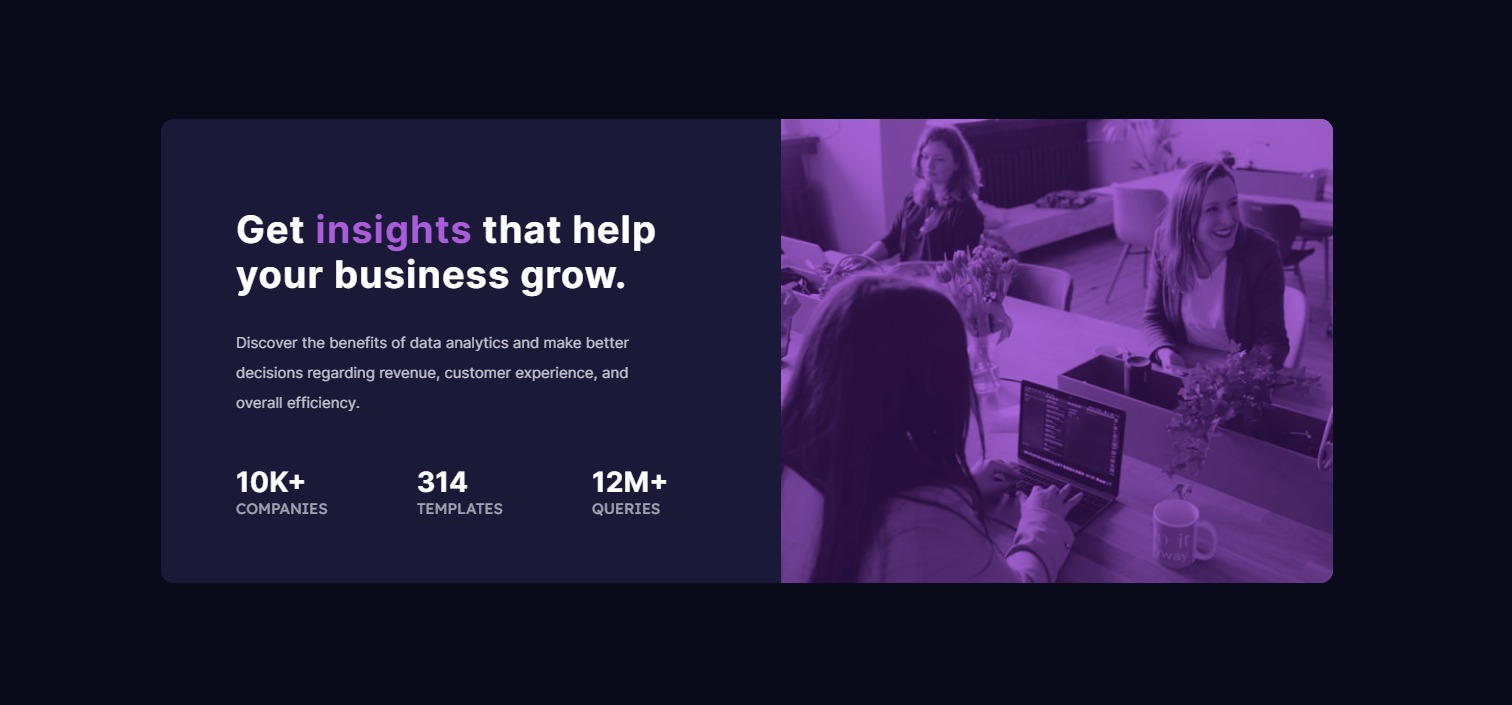 Get insights that help
your business grow.
Discover the benefits of data analytics and make better
decisions regarding revenue, customer experience, and
overall efficiency.
10K+ 314 12M+
COMPANIES TEMPLATES QUERIES